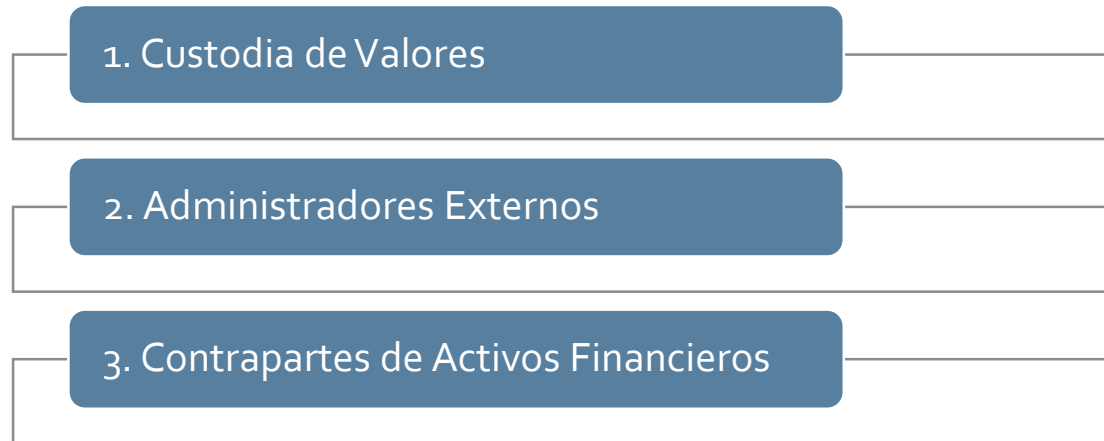 1. Custodia de Valores
2. Administradores Externos
3. Contrapartes de Activos Financieros